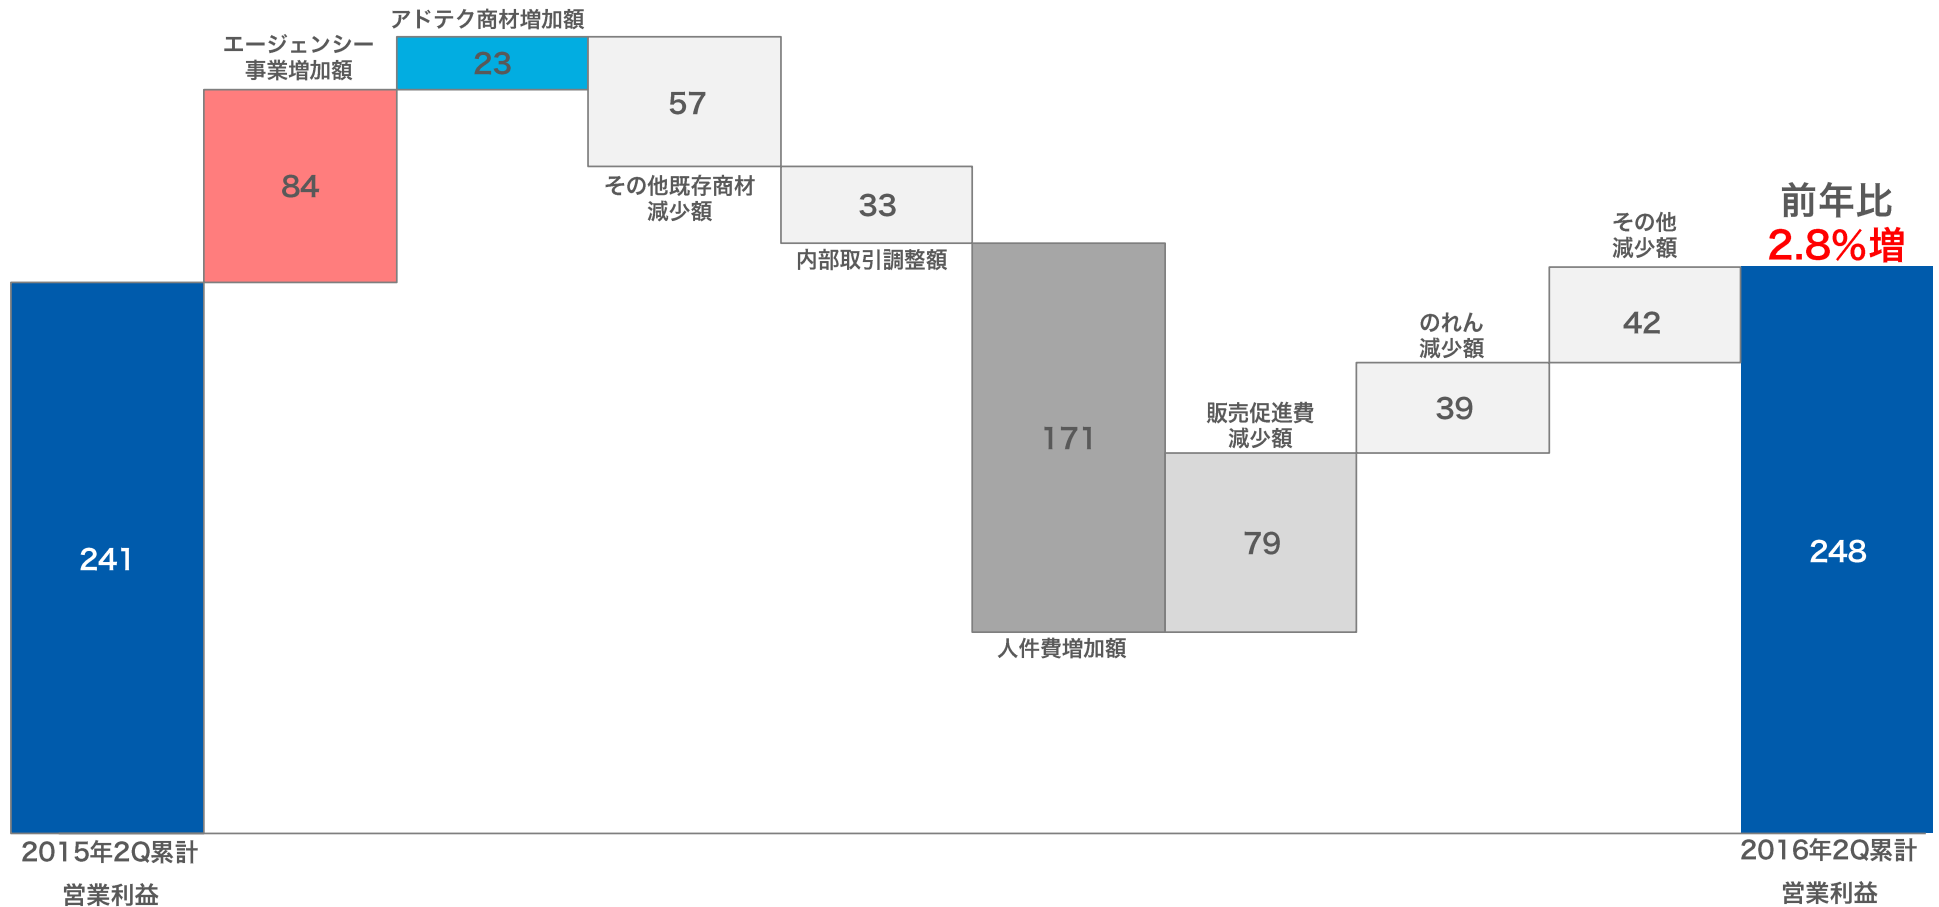 アドテク商材増加額
23
エージェンシー
事業増加額
84
57
その他既存商材
減少額
33
内部取引調整額
171
人件費増加額
販売促進費
減少額
79
のれん
減少額
39
その他
減少額
42
前年比
2.8%増
241
248
2015年2Q累計
営業利益
2016年2Q累計
営業利益